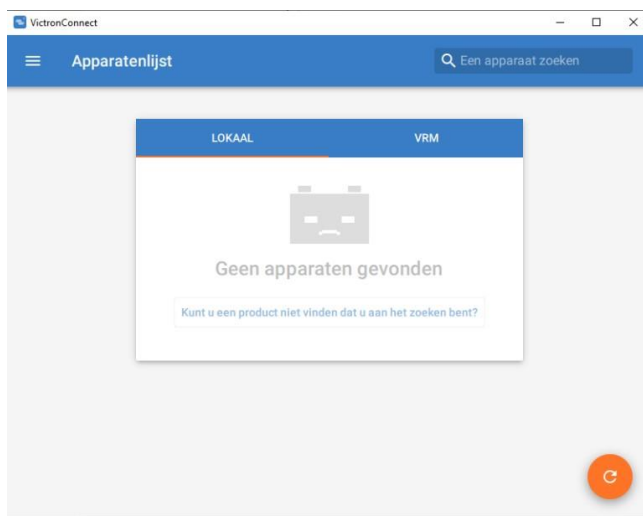 VictronConnect
Apparatenlijst
Een apparaat zoeken
LOKAAL
VRM
Geen apparaten gevonden
Kunt u een product niet vinden dat u aan het zoeken bent?